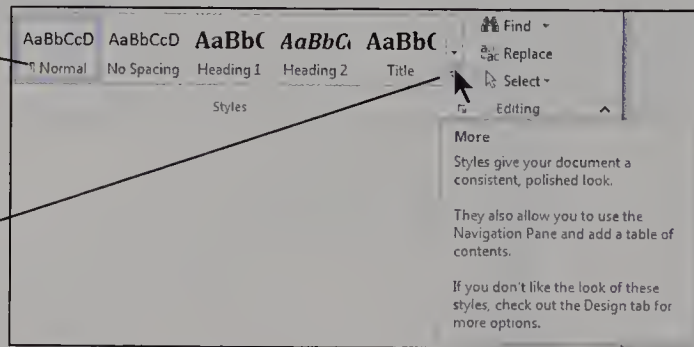 AaBbCcD AaBbCcD AaBb( AaBbC AaBb(
¶ Normal No Spacing Heading 1 Heading 2 Title
Styles
Find
Replace
Select
Editing
More
Styles give your document a
consistent, polished look.
They also allow you to use the
Navigation Pane and add a table of
contents.
If you don't like the look of these
styles, check out the Design tab for
more options.